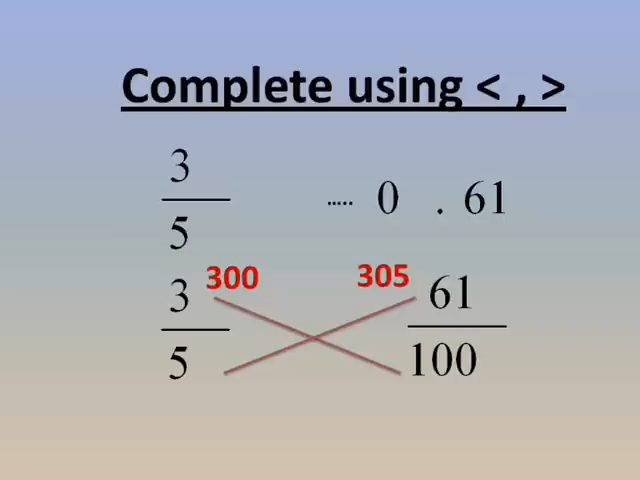 Complete using < , >
3/5 ..... 0 . 61
300 305
3/5 61/100